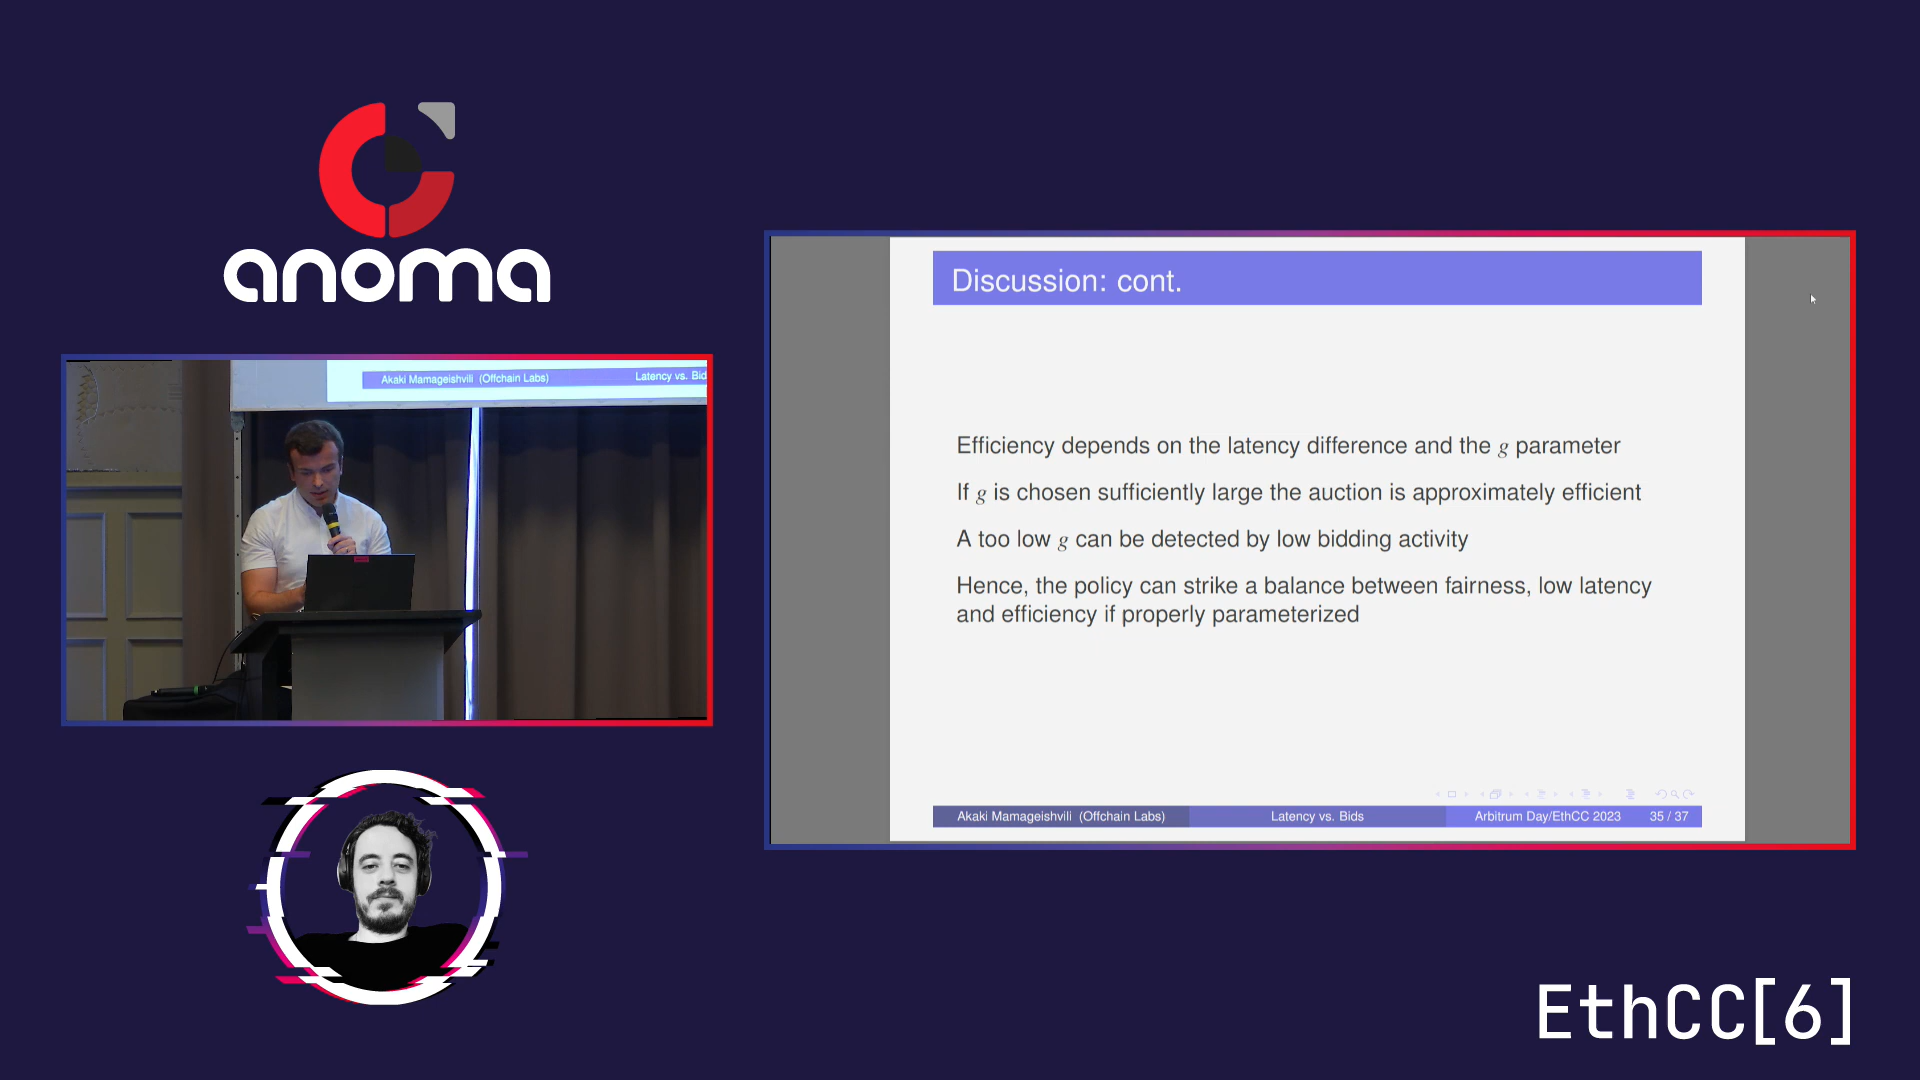 anoma
Akaki Mamageishvili (Offchain Labs) Latency vs. Bid
Discussion: cont.
Efficiency depends on the latency difference and the g parameter
If g is chosen sufficiently large the auction is approximately efficient
A too low g can be detected by low bidding activity
Hence, the policy can strike a balance between fairness, low latency
and efficiency if properly parameterized
Akaki Mamageishvili (Offchain Labs) Latency vs. Bids Arbitrum Day/EthCC 2023 35 / 37
EthCC[6]